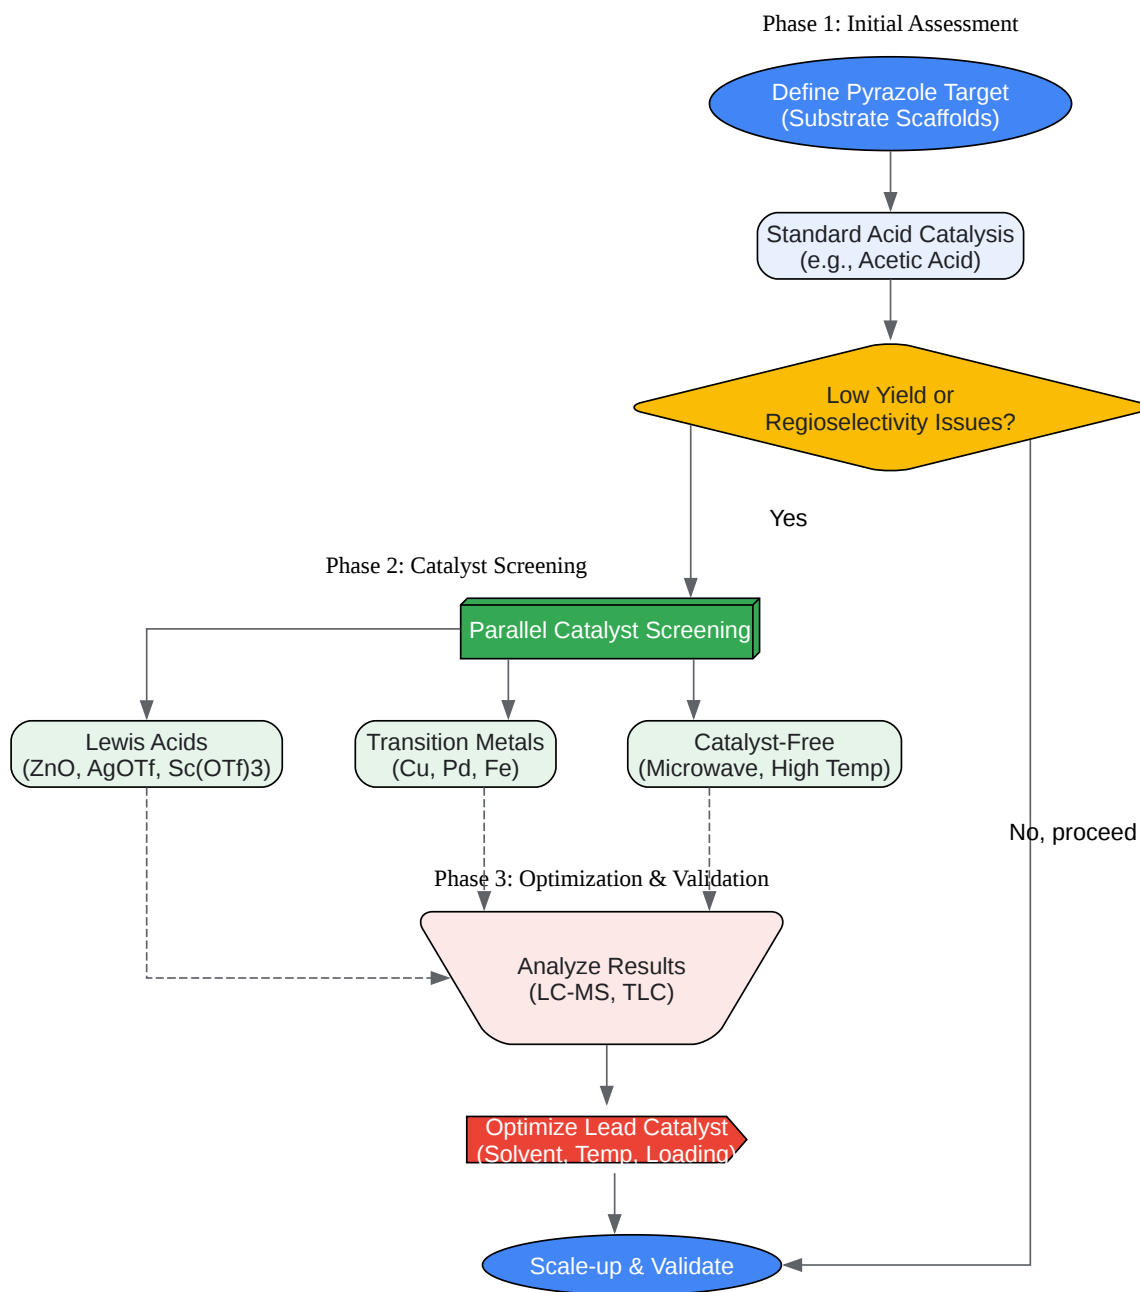 Phase 1: Initial Assessment
Define Pyrazole Target
(Substrate Scaffolds)
Standard Acid Catalysis
(e.g., Acetic Acid)
Low Yield or
Regioselectivity Issues?
Yes
Phase 2: Catalyst Screening
Parallel Catalyst Screening
Lewis Acids
(ZnO, AgOTf, Sc(OTf)3)
Transition Metals
(Cu, Pd, Fe)
Catalyst-Free
(Microwave, High Temp)
No, proceed
Phase 3: Optimization & Validation
Analyze Results
(LC-MS, TLC)
Optimize Lead Catalyst
(Solvent, Temp, Loading)
Scale-up & Validate